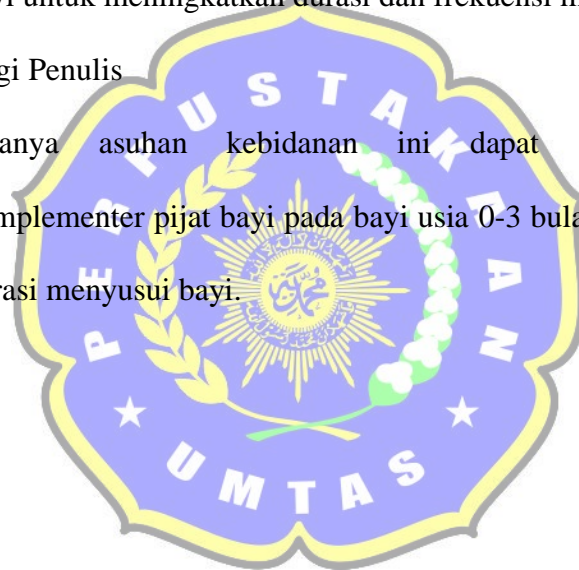 untuk meningkatkan durasi dan frekuensi
gi Penulis
anya asuhan kebidanan ini dapat
mplementer pijat bayi pada bayi usia 0-3 bula
rasi menyusui bayi.
PERPUSTAKAAN
UMTAS